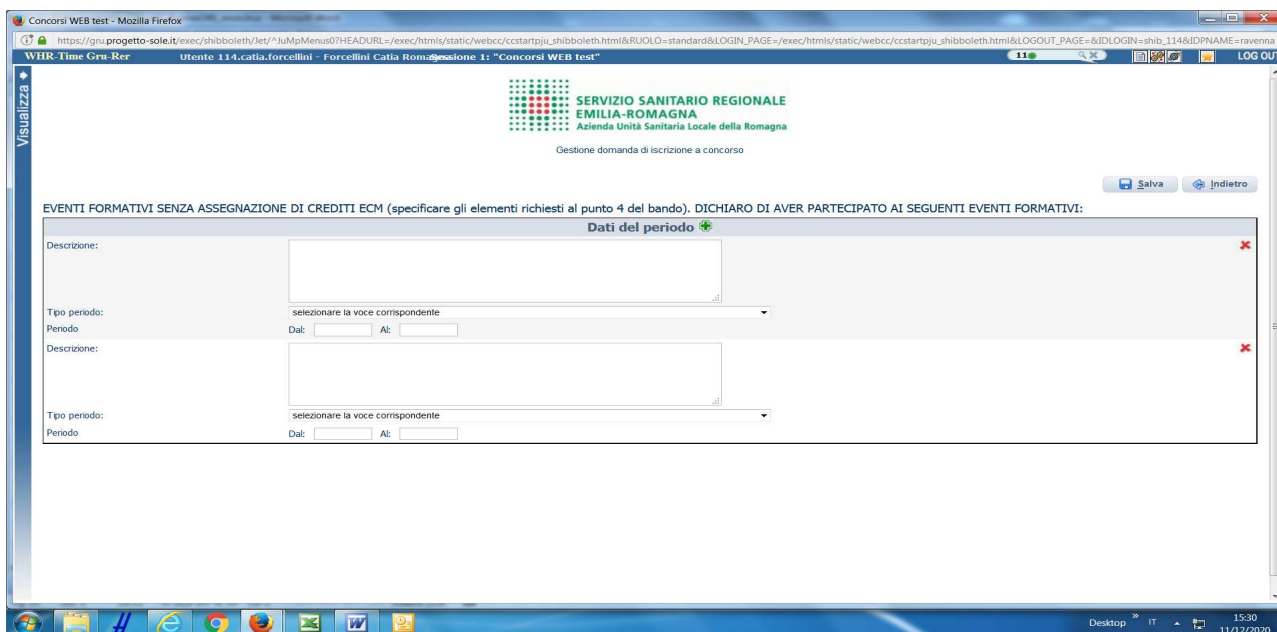 Concorsi WEB test - Mozilla Firefox
https://gru.progetto-sole.it/exec/shibboleth/Jet/^JuMpMenus0?HEADURL=/exec/htmls/static/webcc/ccstartpju_shibboleth.html&RUOLO=standard&LOGIN_PAGE=/exec/htmls/static/webcc/ccstartpju_shibboleth.html&LOGOUT_PAGE=&IDLOGIN=shib_114&IDPNAME=ravenna
WHR-Time Gru-Rer Utente 114.catia.forcellini - Forcellini Catia Sessione 1: "Concorsi WEB test" 11 LOG OU
Visualizza
SERVIZIO SANITARIO REGIONALE
EMILIA-ROMAGNA
Azienda Unità Sanitaria Locale della Romagna
Gestione domanda di iscrizione a concorso
Salva Indietro
EVENTI FORMATIVI SENZA ASSEGNAZIONE DI CREDITI ECM (specificare gli elementi richiesti al punto 4 del bando). DICHIARO DI AVER PARTECIPATO AI SEGUENTI EVENTI FORMATIVI:
Dati del periodo
Descrizione:
Tipo periodo: selezionare la voce corrispondente
Periodo Dal: Al:
Descrizione:
Tipo periodo: selezionare la voce corrispondente
Periodo Dal: Al:
Desktop » IT 15:30
11/12/2020